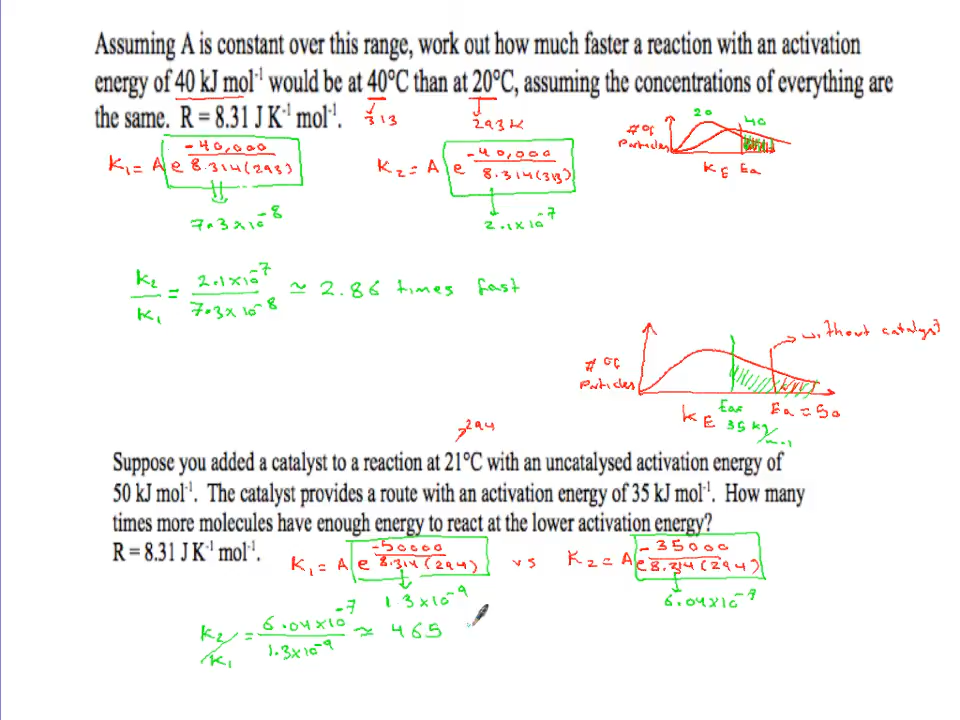 Assuming A is constant over this range, work out how much faster a reaction with an activation
energy of 40 kJ mol⁻¹ would be at 40°C than at 20°C, assuming the concentrations of everything are
the same. R = 8.31 J K⁻¹ mol⁻¹.
313
293 K
# of Particles
20
40
KE Ea
K₁ = A e^(-40,000 / 8.314(293))
7.3 x 10⁻⁸
K₂ = A e^(-40,000 / 8.314(313))
2.1 x 10⁻⁷
K₂/K₁ = 2.1 x 10⁻⁷ / 7.3 x 10⁻⁸ ≃ 2.86 times fast
# of Particles
without catalyst
KE
Ea = 50
35 kJ/mol
294
Suppose you added a catalyst to a reaction at 21°C with an uncatalysed activation energy of
50 kJ mol⁻¹. The catalyst provides a route with an activation energy of 35 kJ mol⁻¹. How many
times more molecules have enough energy to react at the lower activation energy?
R = 8.31 J K⁻¹ mol⁻¹.
K₁ = A e^(-50000 / 8.314(294)) vs K₂ = A e^(-35000 / 8.314(294))
1.3 x 10⁻⁹
6.04 x 10⁻⁷
K₂/K₁ = 6.04 x 10⁻⁷ / 1.3 x 10⁻⁹ ≈ 465